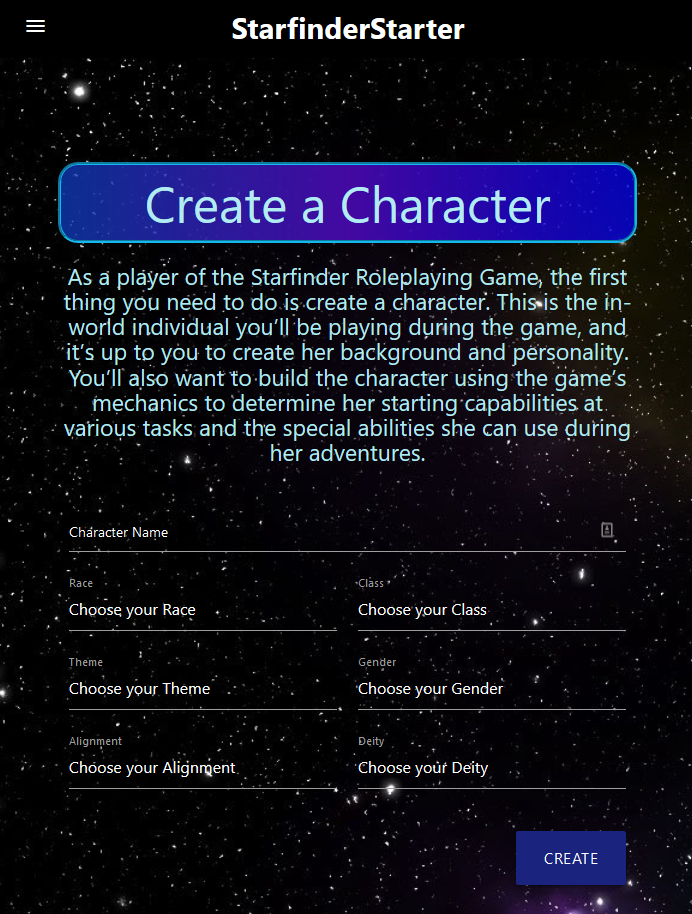 StarfinderStarter
Create a Character
As a player of the Starfinder Roleplaying Game, the first
thing you need to do is create a character. This is the in-
world individual you’ll be playing during the game, and
it’s up to you to create her background and personality.
You’ll also want to build the character using the game’s
mechanics to determine her starting capabilities at
various tasks and the special abilities she can use during
her adventures.
Character Name
Race
Class
Choose your Race
Choose your Class
Theme
Gender
Choose your Theme
Choose your Gender
Alignment
Deity
Choose your Alignment
Choose your Deity
CREATE